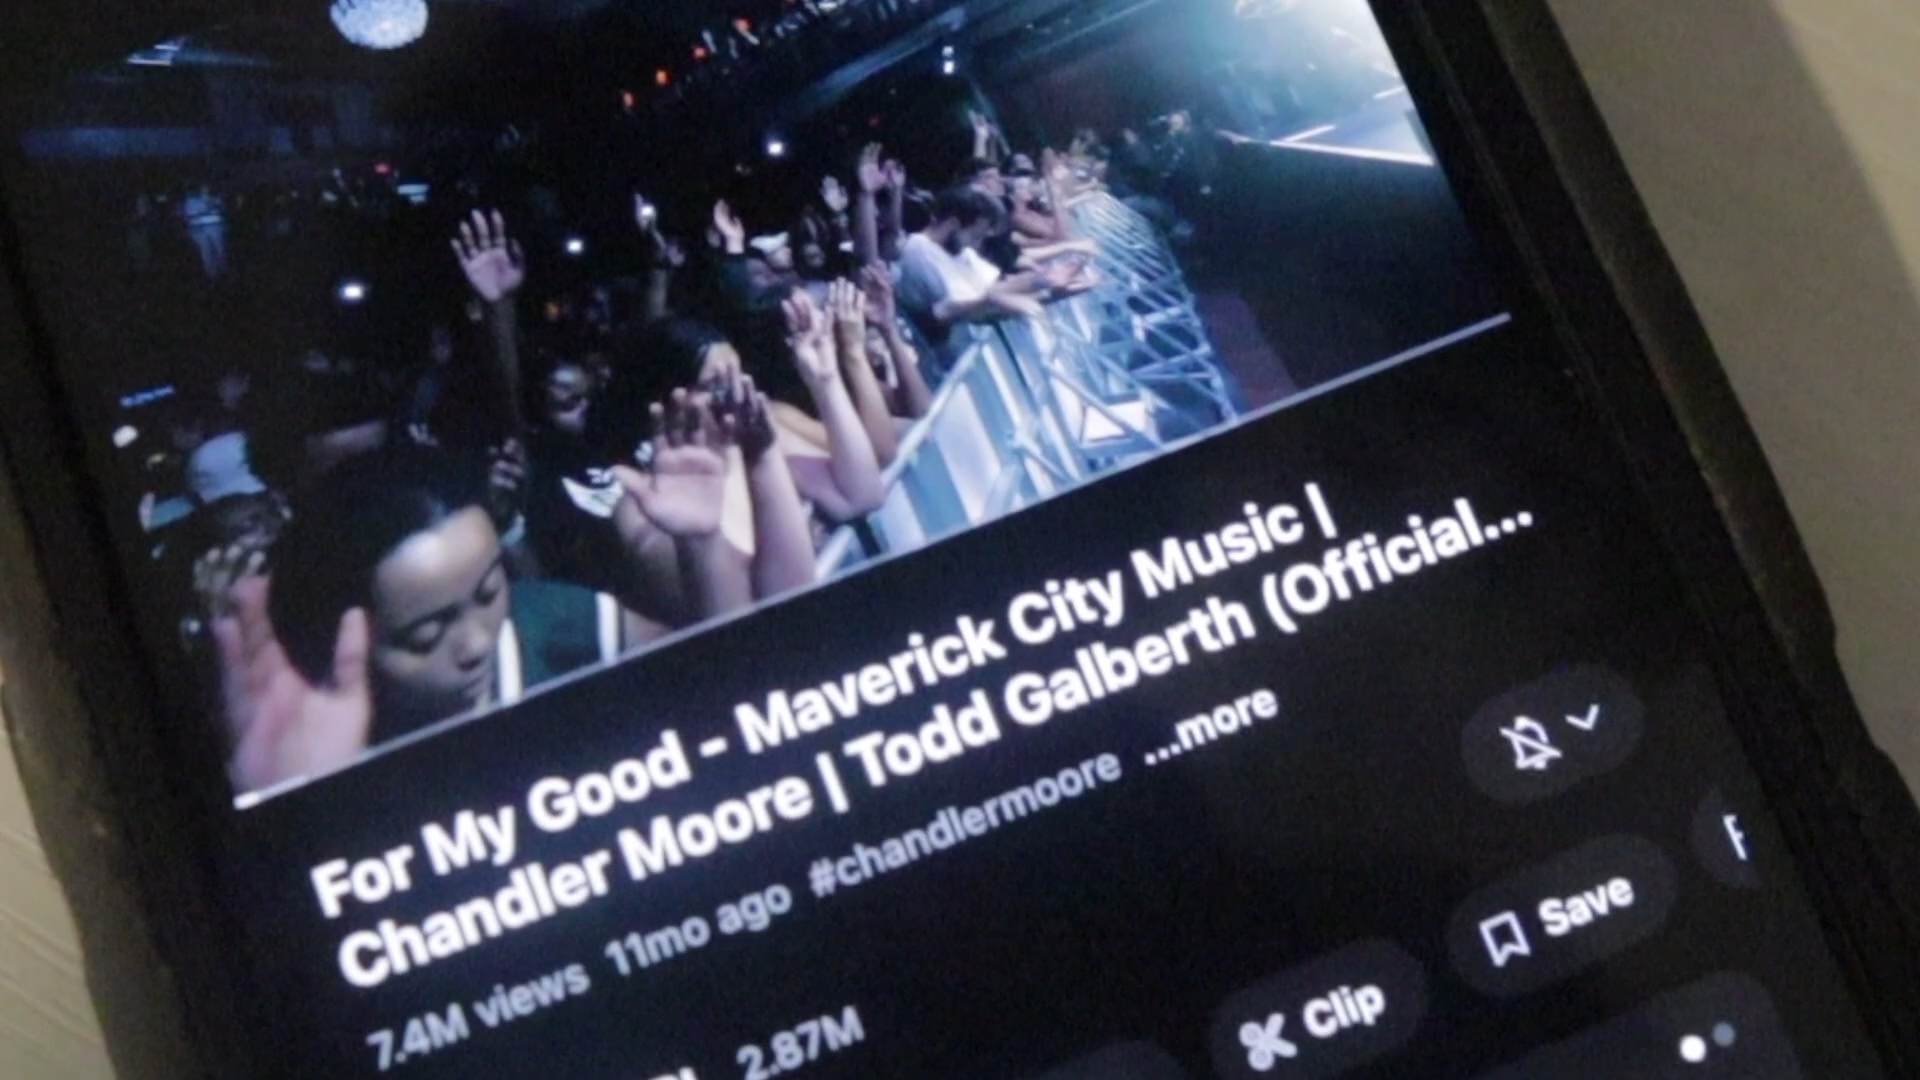 For My Good - Maverick City Music |
Chandler Moore | Todd Galberth (Official...
7.4M views 11mo ago #chandlermoore ...more
2.87M
Save
Clip